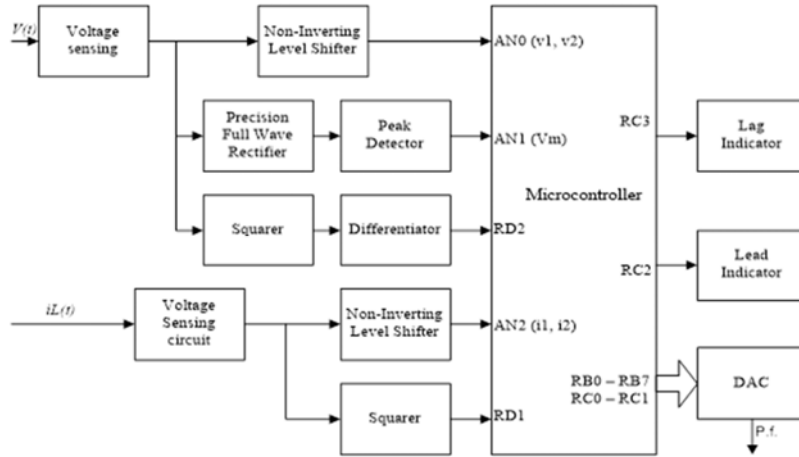 V(t)
Voltage
sensing
Non-Inverting
Level Shifter
AN0 (v1, v2)
Precision
Full Wave
Rectifier
Peak
Detector
AN1 (Vm)
RC3
Lag
Indicator
Microcontroller
Squarer
Differentiator
RD2
RC2
Lead
Indicator
iL(t)
Voltage
Sensing
circuit
Non-Inverting
Level Shifter
AN2 (i1, i2)
RB0 – RB7
RC0 – RC1
DAC
Squarer
RD1
P.f.